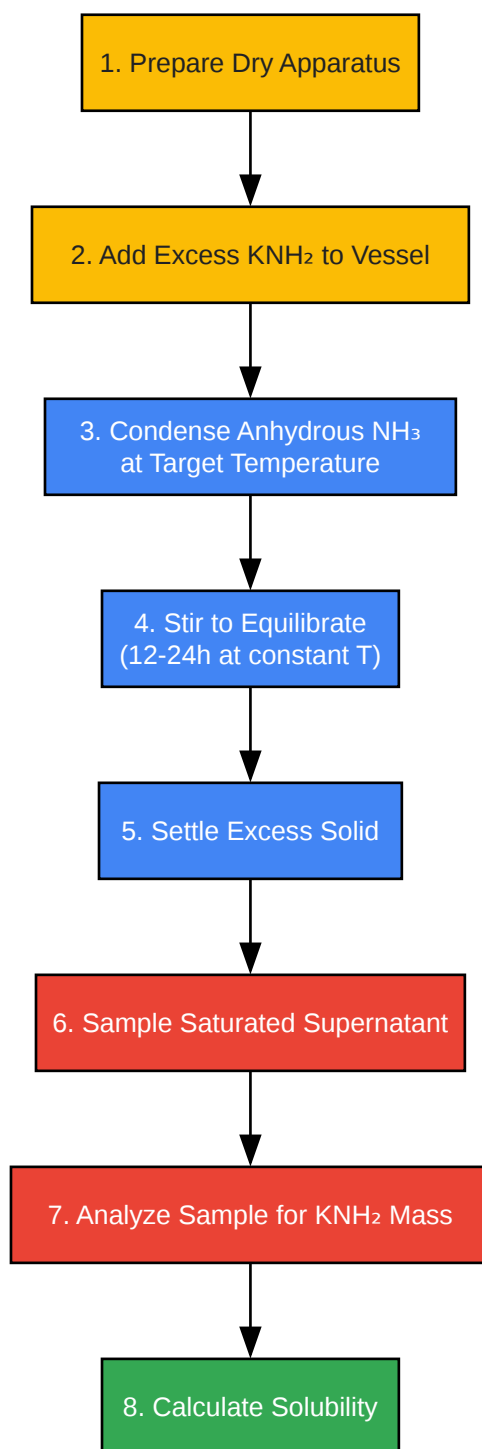 1. Prepare Dry Apparatus
2. Add Excess KNH₂ to Vessel
3. Condense Anhydrous NH₃
at Target Temperature
4. Stir to Equilibrate
(12-24h at constant T)
5. Settle Excess Solid
6. Sample Saturated Supernatant
7. Analyze Sample for KNH₂ Mass
8. Calculate Solubility